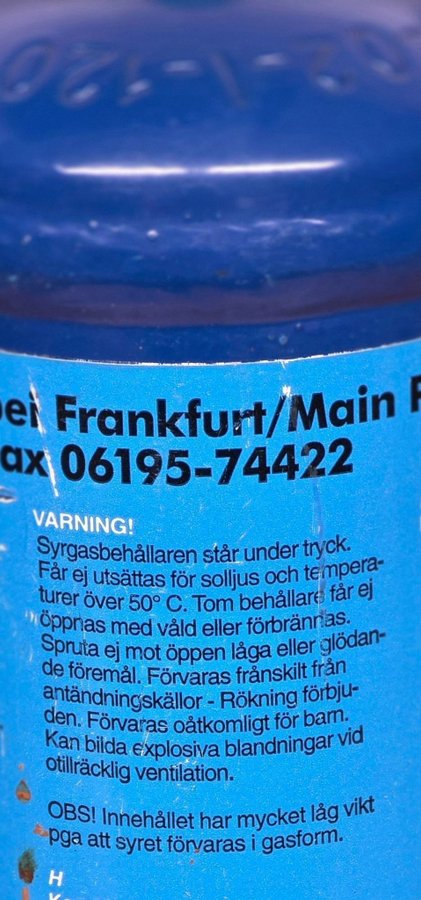 bei Frankfurt/Main
ax 06195-74422
VARNING!
Syrgasbehållaren står under tryck.
Får ej utsättas för solljus och tempera-
turer över 50° C. Tom behållare får ej
öppnas med våld eller förbrännas.
Spruta ej mot öppen låga eller glödan-
de föremål. Förvaras frånskilt från
antändningskällor - Rökning förbju-
den. Förvaras oåtkomligt för barn.
Kan bilda explosiva blandningar vid
otillräcklig ventilation.
OBS! Innehållet har mycket låg vikt
pga att syret förvaras i gasform.
H